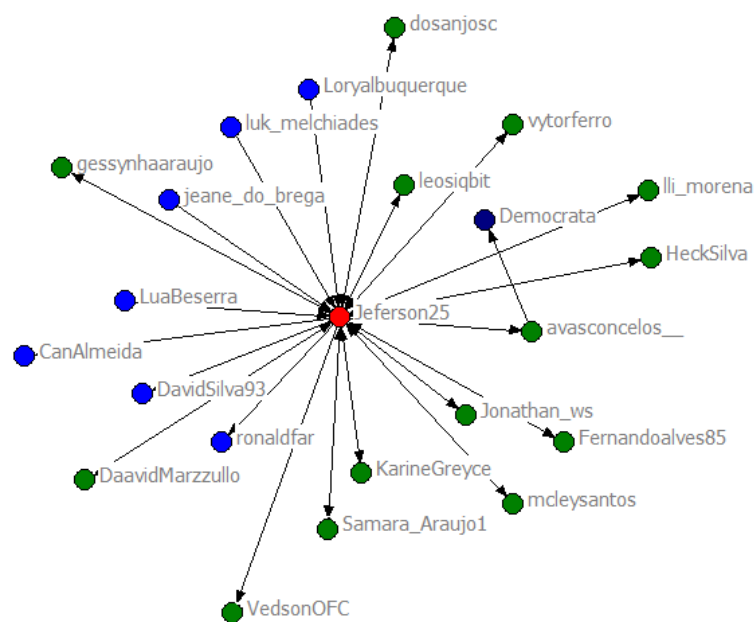 dosanjosc
Loryalbuquerque
luk_melchiades
vytorferro
gessynhaaraujo
leosiqbit
jeane_do_brega
lli_morena
Democrata
HeckSilva
LuaBeserra
Jeferson25
avasconcelos__
CanAlmeida
DavidSilva93
Jonathan_ws
ronaldfar
Fernandoalves85
DaavidMarzzullo
KarineGreyce
mcleysantos
Samara_Araujo1
VedsonOFC